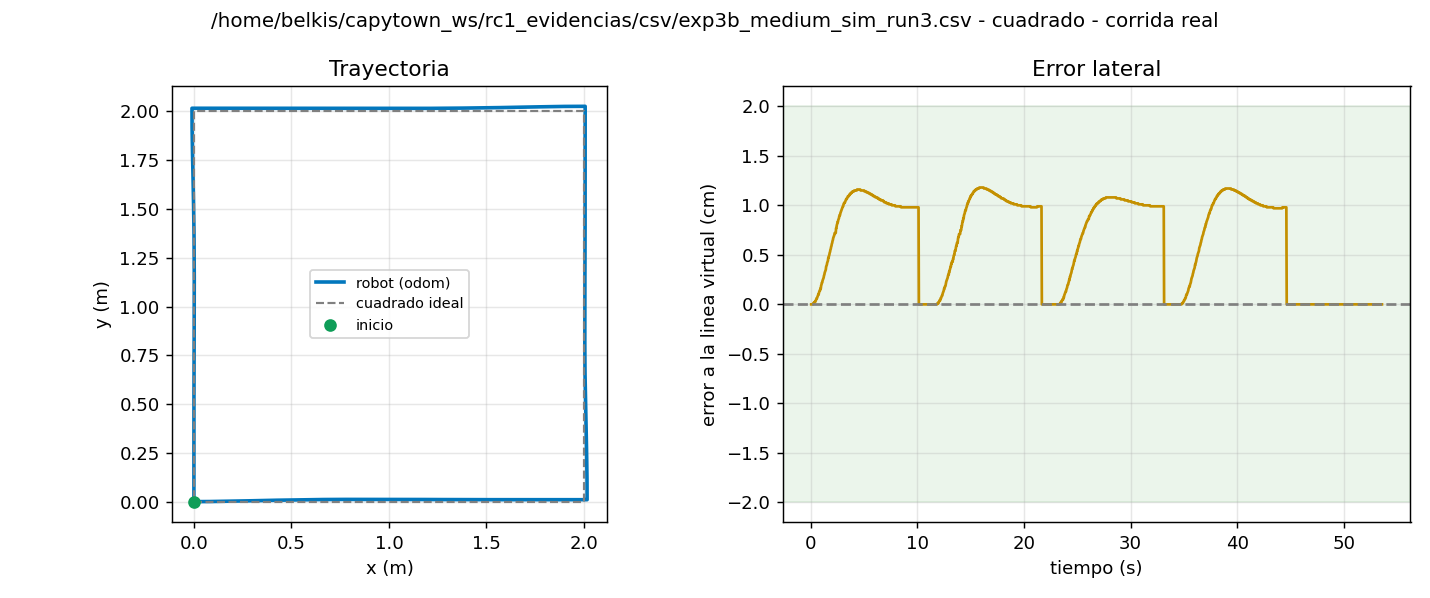 /home/belkis/capytown_ws/rc1_evidencias/csv/exp3b_medium_sim_run3.csv - cuadrado - corrida real
Trayectoria
y (m)
2.00
1.75
1.50
1.25
1.00
0.75
0.50
0.25
0.00
robot (odom)
cuadrado ideal
inicio
0.0 0.5 1.0 1.5 2.0
x (m)
Error lateral
error a la linea virtual (cm)
2.0
1.5
1.0
0.5
0.0
−0.5
−1.0
−1.5
−2.0
0 10 20 30 40 50
tiempo (s)